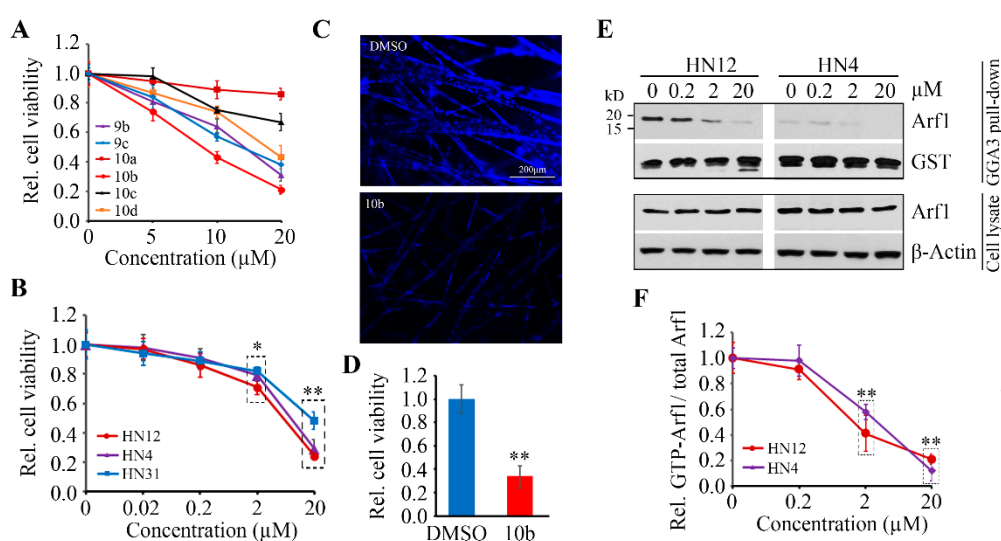 A
Rel. cell viability
1.2
1.0
0.8
0.6
0.4
0.2
0.0
9b
9c
10a
10b
10c
10d
0 5 10 20
Concentration (μM)
B
Rel. cell viability
1.2
1.0
0.8
0.6
0.4
0.2
0.0
*
**
HN12
HN4
HN31
0 0.02 0.2 2 20
Concentration (μM)
C
DMSO
200μm
10b
D
Rel. cell viability
1.2
1.0
0.8
0.6
0.4
0.2
0.0
**
DMSO 10b
E
HN12 HN4
0 0.2 2 20 0 0.2 2 20 μM
kD
20
15
Arf1
GST
GGA3 pull-down
Arf1
β-Actin
Cell lysate
F
Rel. GTP-Arf1 / total Arf1
1.2
1.0
0.8
0.6
0.4
0.2
0.0
**
**
HN12
HN4
0 0.2 2 20
Concentration (μM)